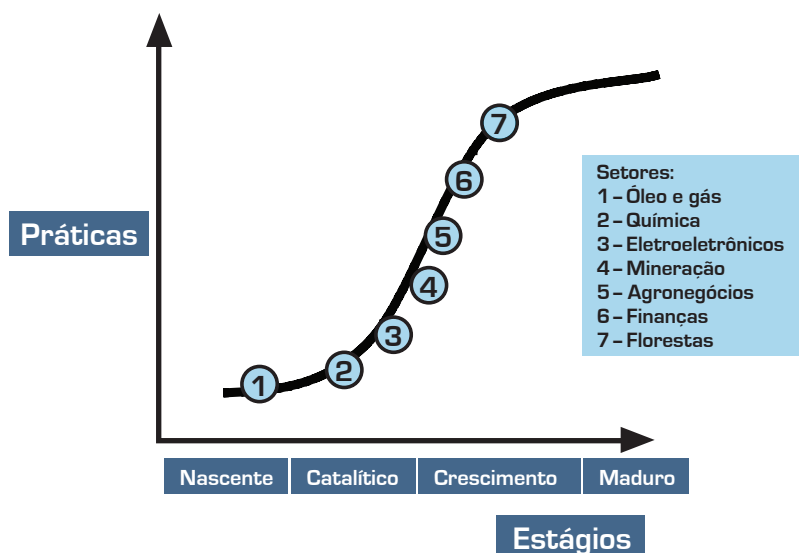 Práticas
7
6
5
4
3
2
1
Setores:
1 – Óleo e gás
2 – Química
3 – Eletroeletrônicos
4 – Mineração
5 – Agronegócios
6 – Finanças
7 – Florestas
Nascente Catalítico Crescimento Maduro
Estágios